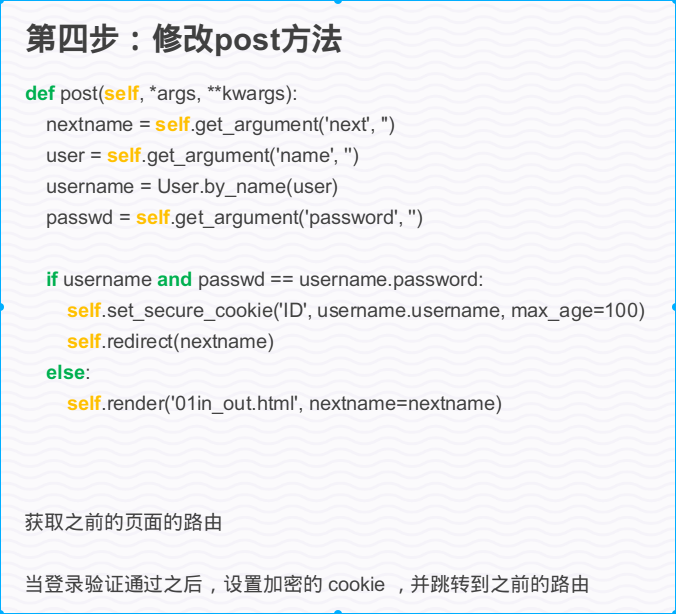 第四步：修改post方法
def post(self, *args, **kwargs):
nextname = self.get_argument('next', '')
user = self.get_argument('name', '')
username = User.by_name(user)
passwd = self.get_argument('password', '')
if username and passwd == username.password:
self.set_secure_cookie('ID', username.username, max_age=100)
self.redirect(nextname)
else:
self.render('01in_out.html', nextname=nextname)
获取之前的页面的路由
当登录验证通过之后，设置加密的 cookie ，并跳转到之前的路由